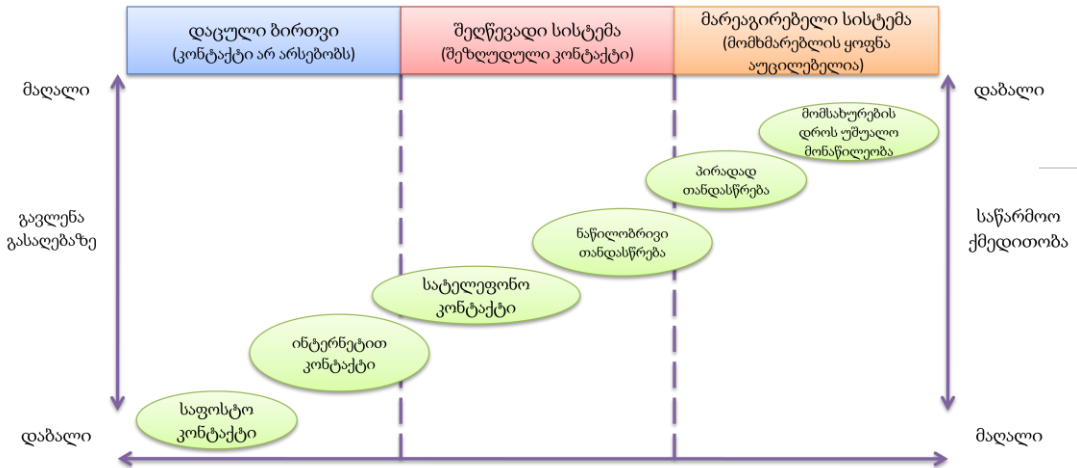 დაცული ბირთვი
(კონტაქტი არ არსებობს)
შეღწევადი სისტემა
(შეზღუდული კონტაქტი)
მარეაგირებელი სისტემა
(მომხმარებლის ყოფნა
აუცილებელია)
მაღალი
დაბალი
მომსახურების
დროს უშუალო
მონაწილეობა
პირადად
თანდასწრება
გავლენა
გასაღებაზე
საწარმოო
ქმედითობა
ნაწილობრივი
თანდასწრება
სატელეფონო
კონტაქტი
ინტერნეტით
კონტაქტი
საფოსტო
კონტაქტი
დაბალი
მაღალი